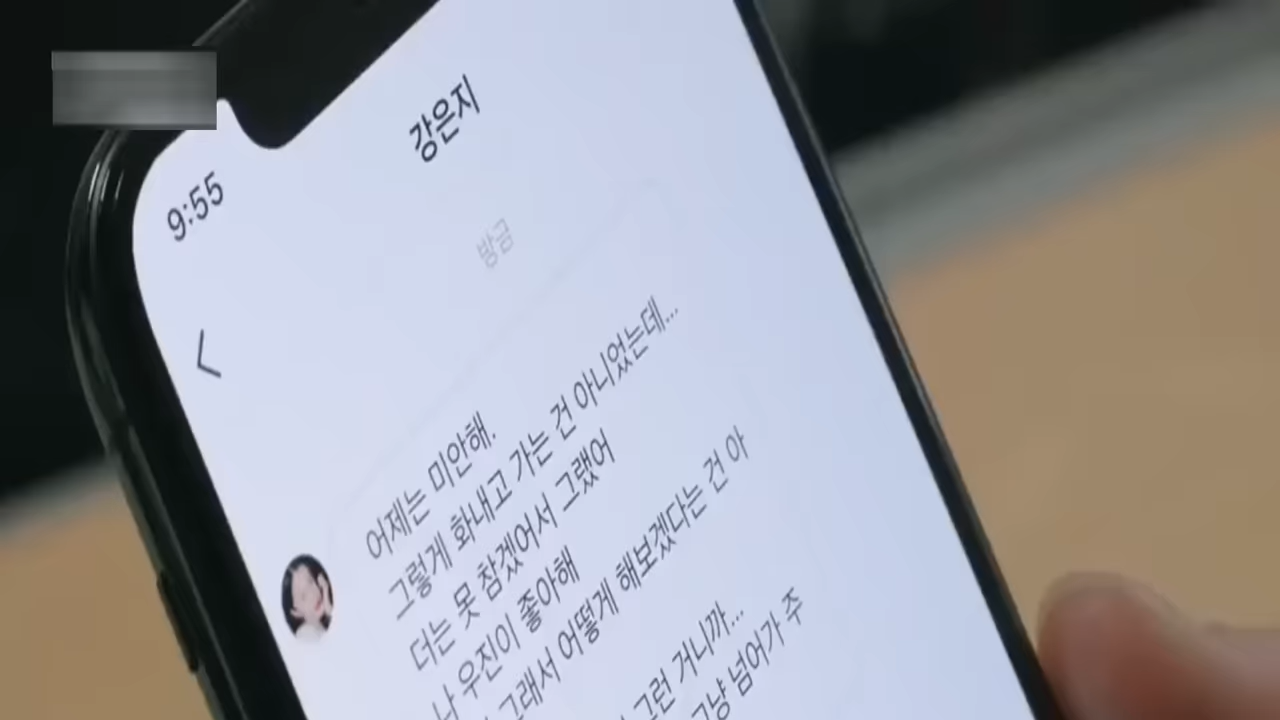 강은지
9:55
방금
어제는 미안해.
그렇게 화내고 가는 건 아니었는데...
더는 못 참겠어서 그랬어
나 우진이 좋아해
그래서 어떻게 해보겠다는 건 아
그런 거니까...
그냥 넘어가 주